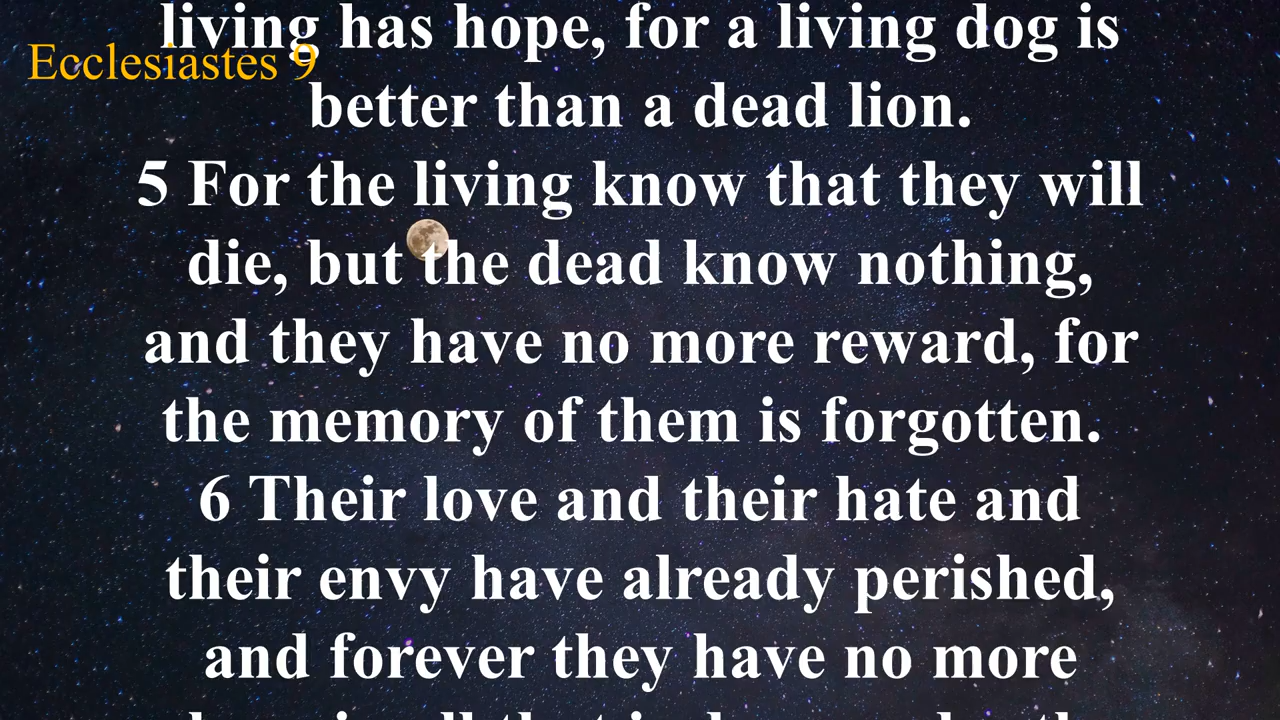 living has hope, for a living dog is
Ecclesiastes 9
better than a dead lion.
5 For the living know that they will
die, but the dead know nothing,
and they have no more reward, for
the memory of them is forgotten.
6 Their love and their hate and
their envy have already perished,
and forever they have no more